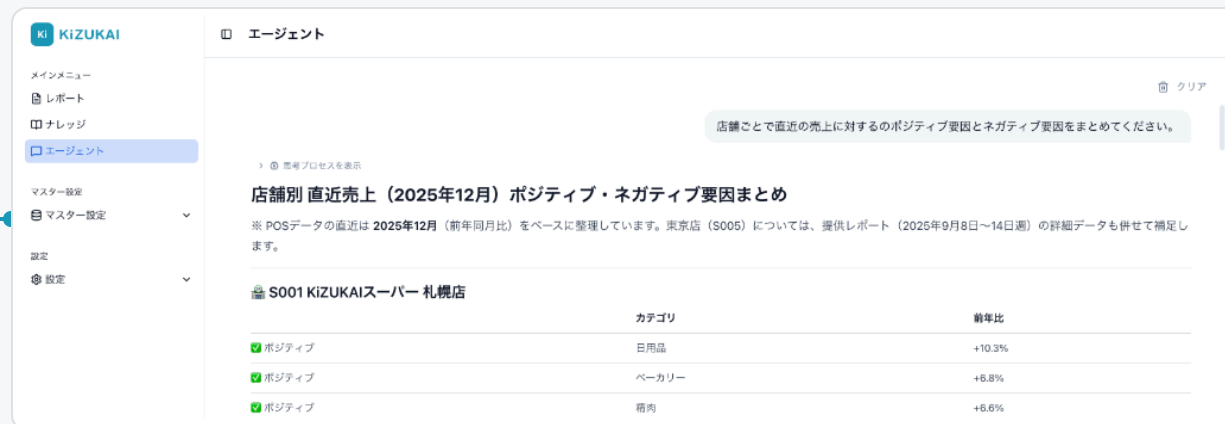 Ki KiZUKAI
エージェント
メインメニュー
レポート
ナレッジ
エージェント
マスター設定
マスター設定
設定
設定
クリア
店舗ごとで直近の売上に対するのポジティブ要因とネガティブ要因をまとめてください。
思考プロセスを表示
店舗別 直近売上（2025年12月）ポジティブ・ネガティブ要因まとめ
※ POSデータの直近は 2025年12月（前年同月比）をベースに整理しています。東京店（S005）については、提供レポート（2025年9月8日〜14日週）の詳細データも併せて補足し
ます。
S001 KiZUKAIスーパー 札幌店
カテゴリ 前年比
ポジティブ 日用品 +10.3%
ポジティブ ベーカリー +6.8%
ポジティブ 精肉 +6.6%